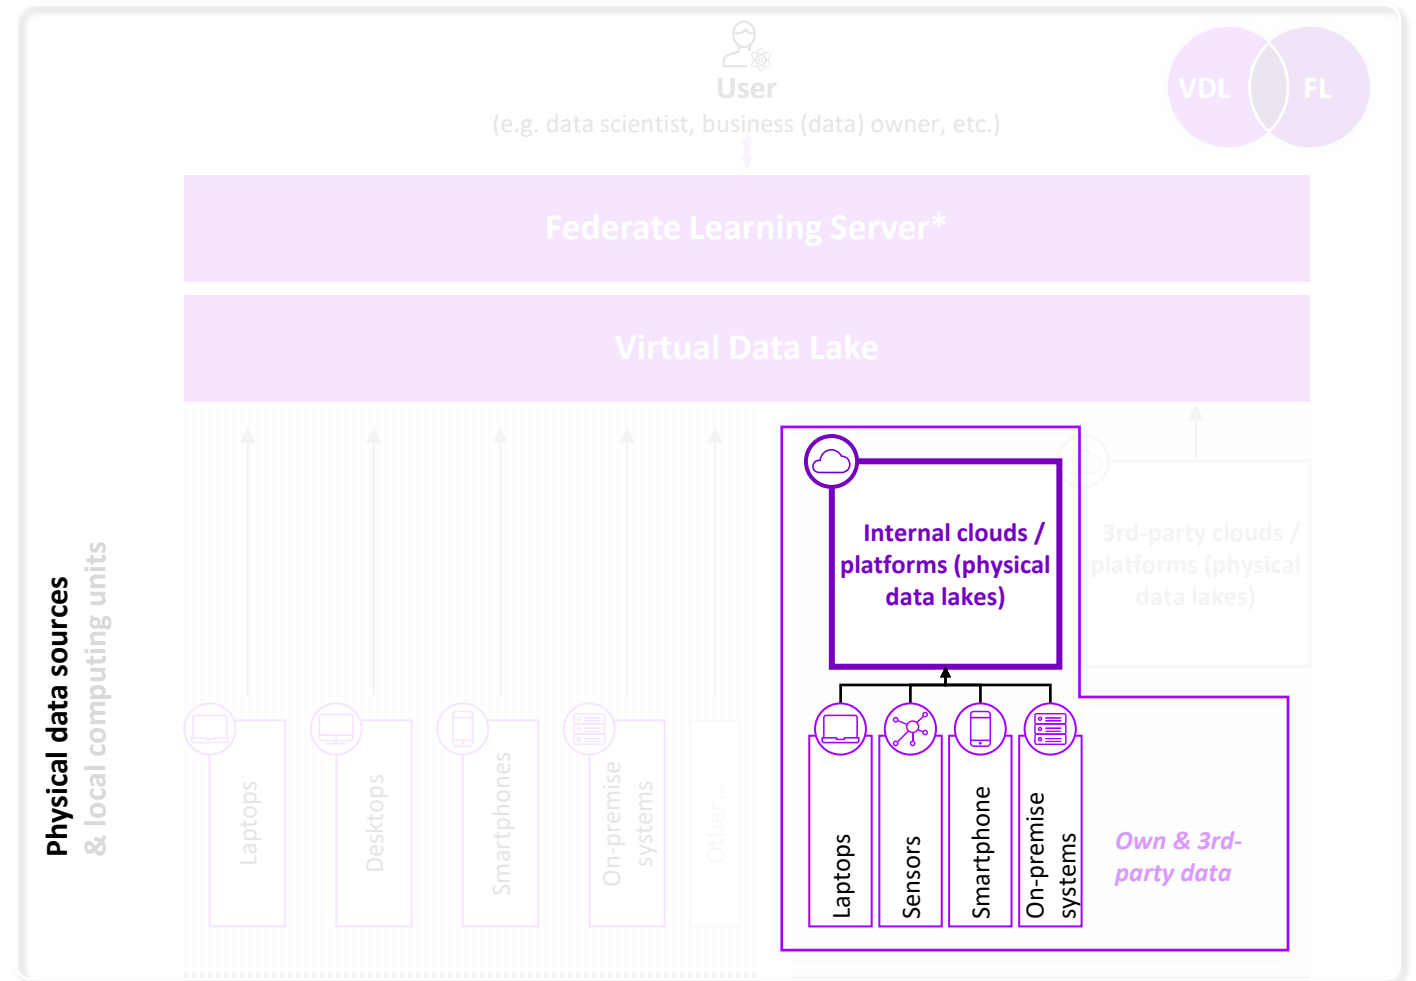 User
(e.g. data scientist, business (data) owner, etc.)
VDL
FL
Federate Learning Server*
Virtual Data Lake
Internal clouds /
platforms (physical
data lakes)
3rd-party clouds /
platforms (physical
data lakes)
Physical data sources
& local computing units
Laptops
Desktops
Smartphones
On-premise
systems
Other...
Laptops
Sensors
Smartphone
On-premise
systems
Own & 3rd-
party data